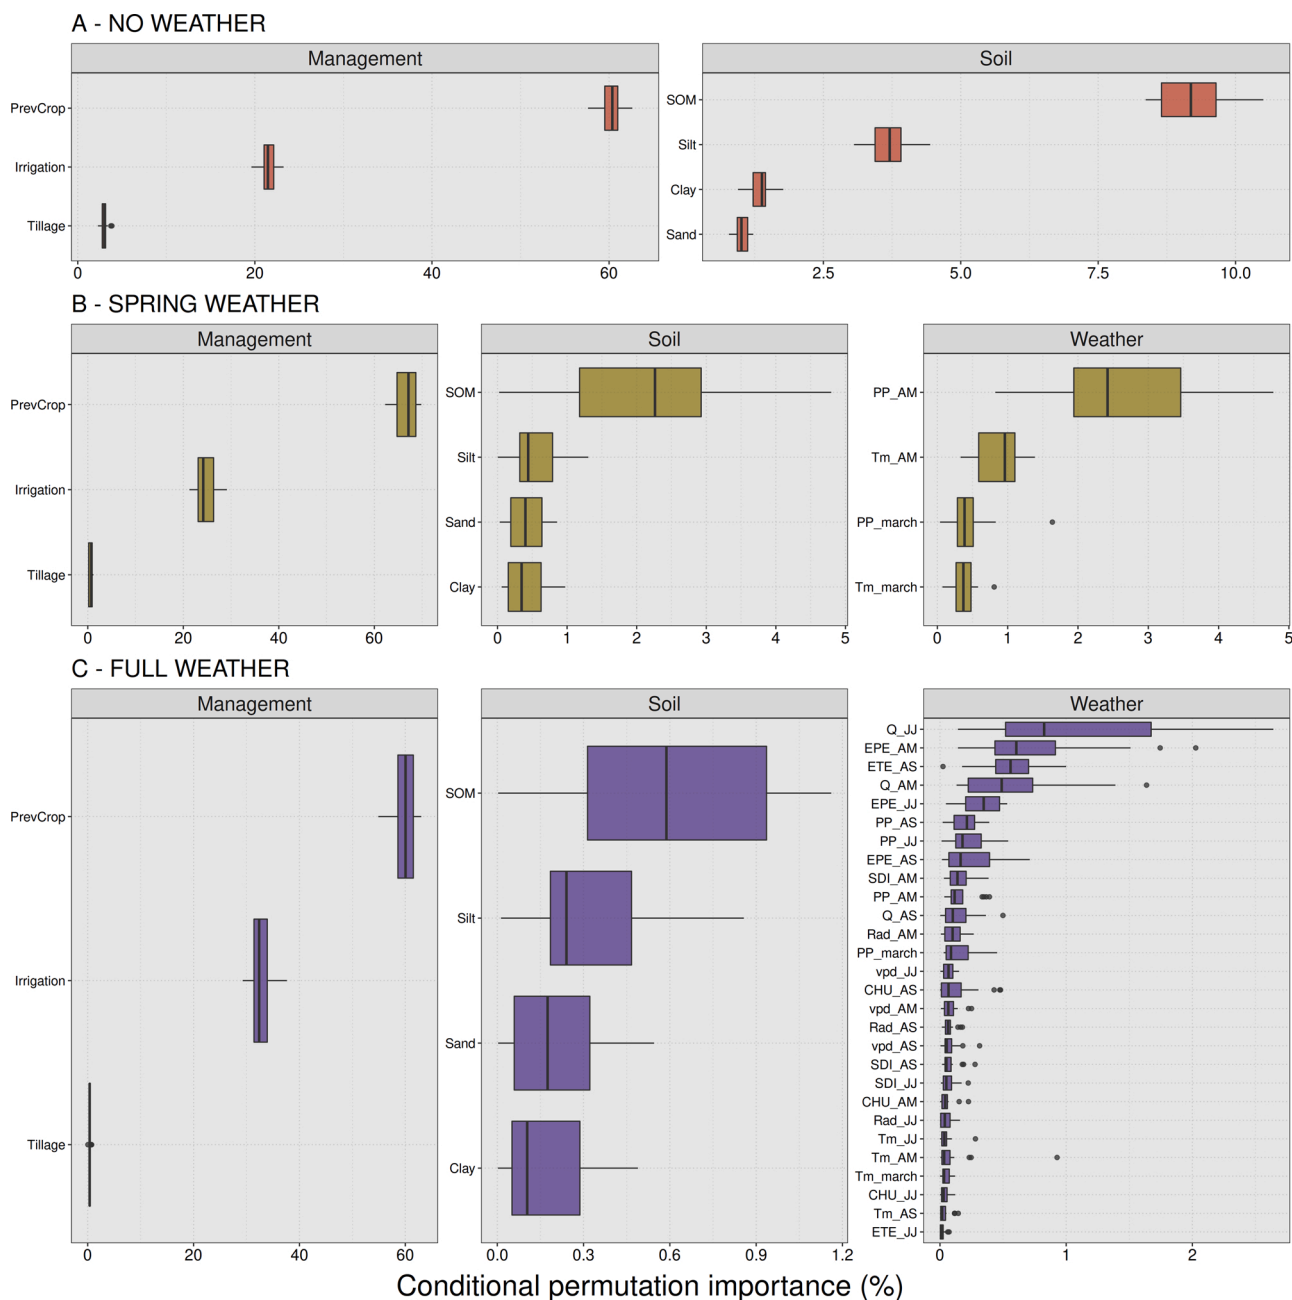 A - NO WEATHER
Management
PrevCrop
Irrigation
Tillage
0 20 40 60
Soil
SOM
Silt
Clay
Sand
2.5 5.0 7.5 10.0
B - SPRING WEATHER
Management
PrevCrop
Irrigation
Tillage
0 20 40 60
Soil
SOM
Silt
Sand
Clay
0 1 2 3 4 5
Weather
PP_AM
Tm_AM
PP_march
Tm_march
0 1 2 3 4 5
C - FULL WEATHER
Management
PrevCrop
Irrigation
Tillage
0 20 40 60
Soil
SOM
Silt
Sand
Clay
0.0 0.3 0.6 0.9 1.2
Weather
Q_JJ
EPE_AM
ETE_AS
Q_AM
EPE_JJ
PP_AS
PP_JJ
EPE_AS
SDI_AM
PP_AM
Q_AS
Rad_AM
PP_march
vpd_JJ
CHU_AS
vpd_AM
Rad_AS
vpd_AS
SDI_AS
SDI_JJ
CHU_AM
Rad_JJ
Tm_JJ
Tm_AM
Tm_march
CHU_JJ
Tm_AS
ETE_JJ
0 1 2
Conditional permutation importance (%)